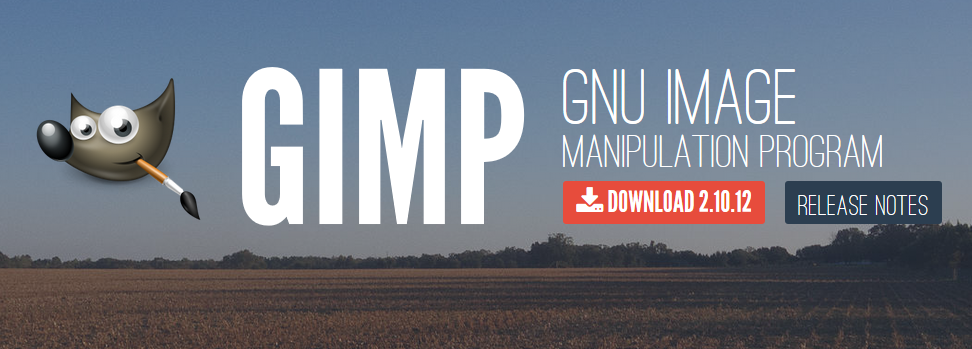 GIMP
GNU IMAGE
MANIPULATION PROGRAM
DOWNLOAD 2.10.12
RELEASE NOTES